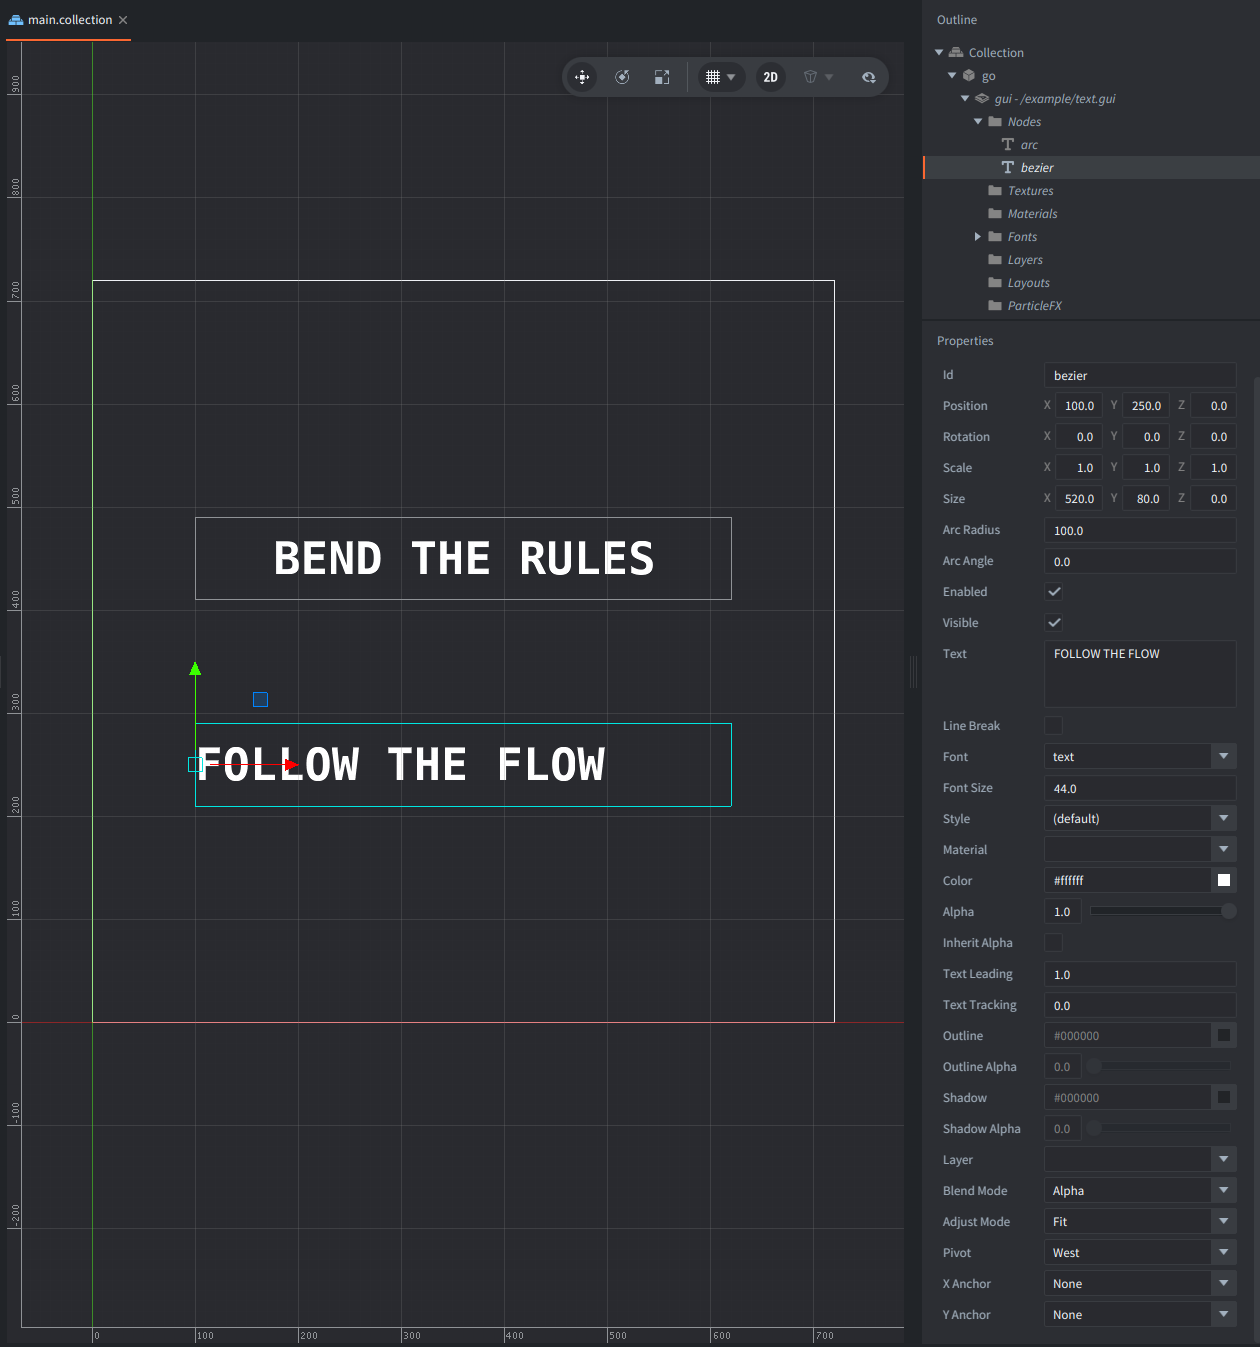 main.collection
Outline
Collection
go
gui - /example/text.gui
Nodes
arc
bezier
Textures
Materials
Fonts
Layers
Layouts
ParticleFX
2D
900
800
700
600
500
400
300
200
100
0
-100
-200
0
100
200
300
400
500
600
700
BEND THE RULES
FOLLOW THE FLOW
Properties
Id bezier
Position X 100.0 Y 250.0 Z 0.0
Rotation X 0.0 Y 0.0 Z 0.0
Scale X 1.0 Y 1.0 Z 1.0
Size X 520.0 Y 80.0 Z 0.0
Arc Radius 100.0
Arc Angle 0.0
Enabled
Visible
Text FOLLOW THE FLOW
Line Break
Font text
Font Size 44.0
Style (default)
Material
Color #ffffff
Alpha 1.0
Inherit Alpha
Text Leading 1.0
Text Tracking 0.0
Outline #000000
Outline Alpha 0.0
Shadow #000000
Shadow Alpha 0.0
Layer
Blend Mode Alpha
Adjust Mode Fit
Pivot West
X Anchor None
Y Anchor None